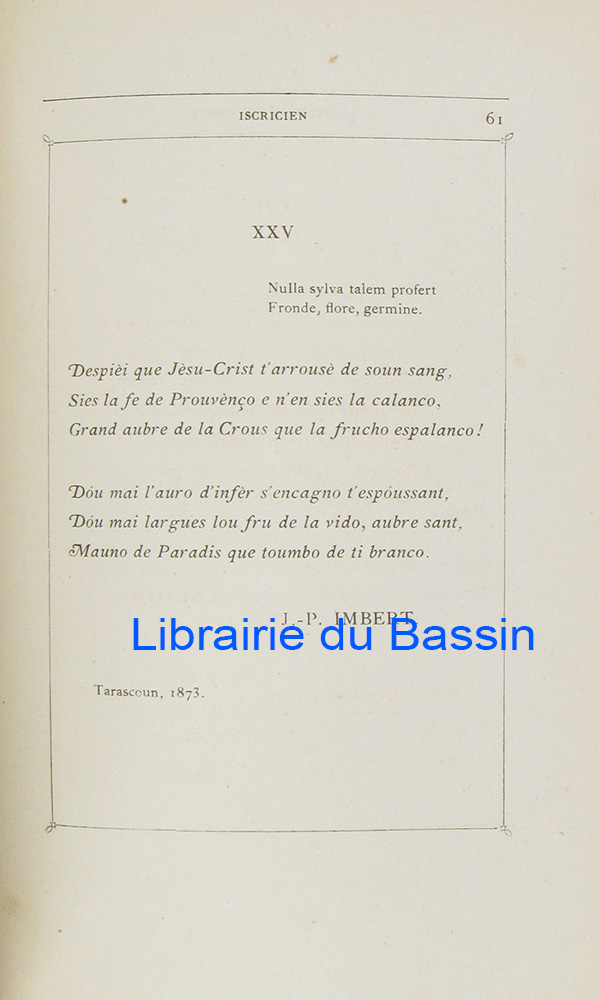 ISCRICIEN 61
XXV
Nulla sylva talem profert
Fronde, flore, germine.
Despièi que Jèsu-Crist t'arrousè de soun sang,
Sies la fe de Prouvènço e n'en sies la calanco,
Grand aubre de la Crous que la frucho espalanco!
Dóu mai l'auro d'infèr s'encagno t'espóussant,
Dóu mai largues lou fru de la vido, aubre sant,
Mauno de Paradis que toumbo de ti branco.
J.-P. IMBERT.
Librairie du Bassin
Tarascoun, 1873.